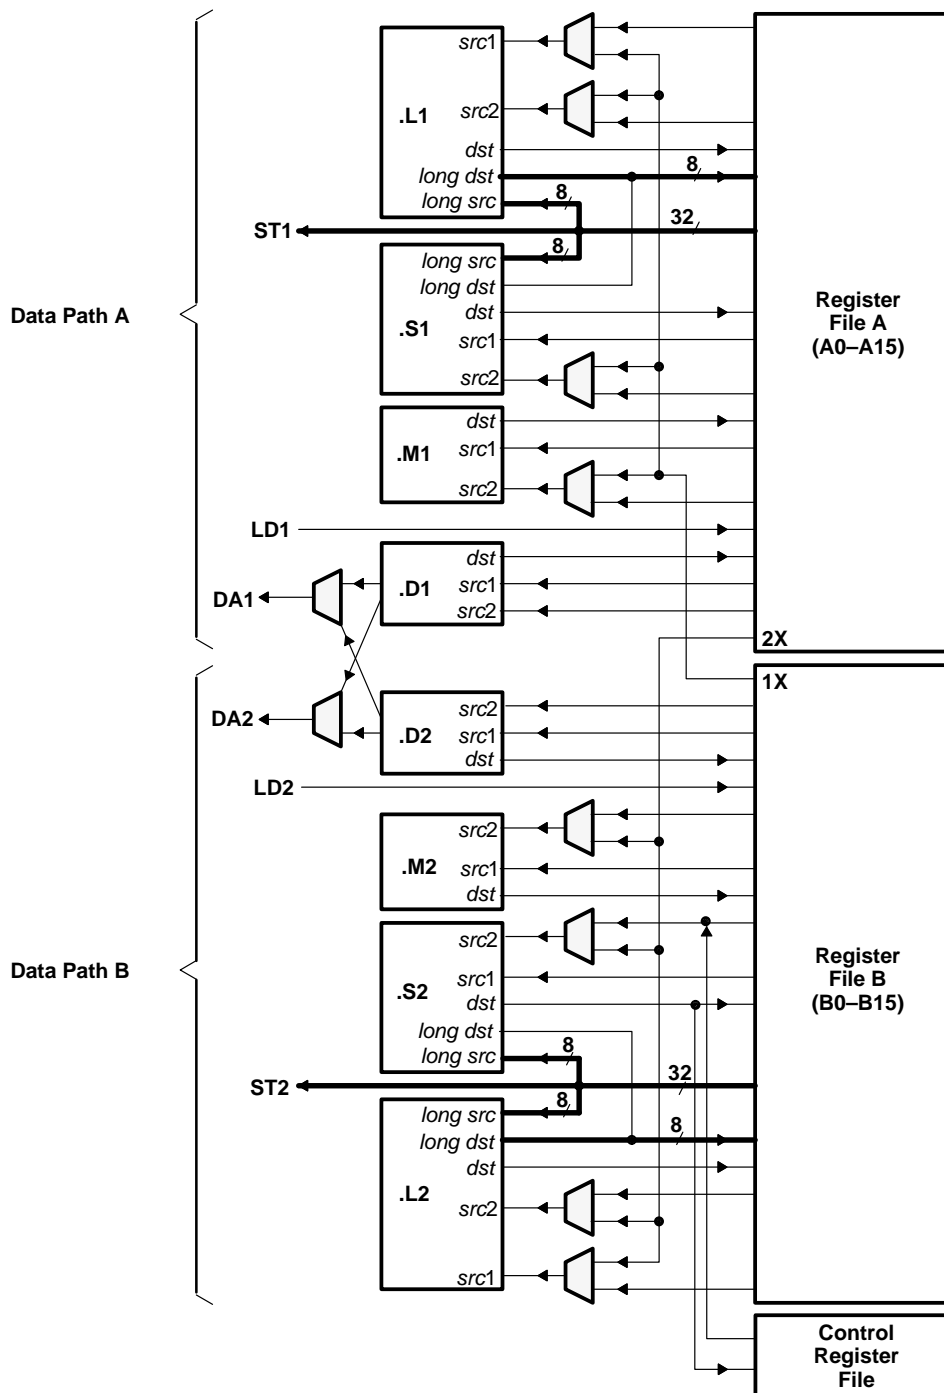 src1
.L1
src2
dst
long dst
8
8
long src
ST1
32
8
long src
long dst
dst
Data Path A
.S1
src1
src2
Register
File A
(A0–A15)
dst
.M1
src1
src2
LD1
dst
.D1
src1
src2
DA1
2X
1X
DA2
src2
.D2
src1
dst
LD2
src2
.M2
src1
dst
src2
Data Path B
.S2
src1
dst
long dst
long src
8
Register
File B
(B0–B15)
ST2
32
8
long src
long dst
8
dst
.L2
src2
src1
Control
Register
File